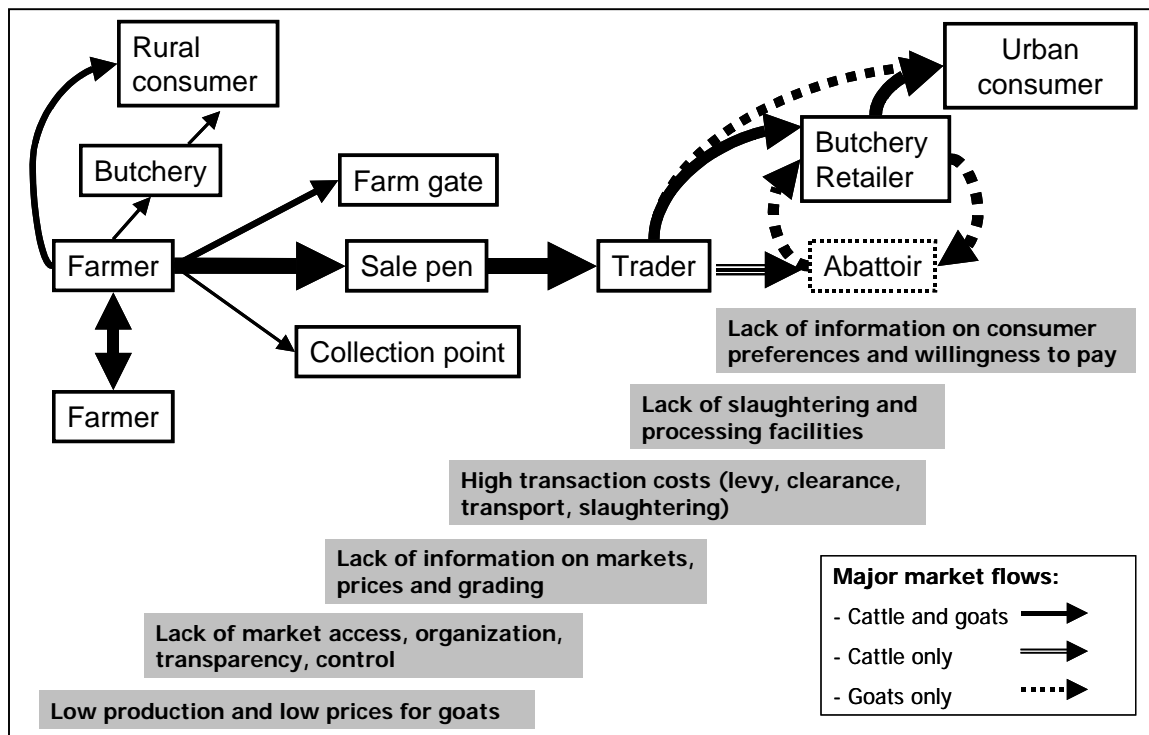 Rural
consumer
Urban
consumer
Butchery
Butchery
Retailer
Farm gate
Farmer
Sale pen
Trader
Abattoir
Collection point
Farmer
Lack of information on consumer
preferences and willingness to pay
Lack of slaughtering and
processing facilities
High transaction costs (levy, clearance,
transport, slaughtering)
Lack of information on markets,
prices and grading
Lack of market access, organization,
transparency, control
Low production and low prices for goats
Major market flows:
- Cattle and goats
- Cattle only
- Goats only